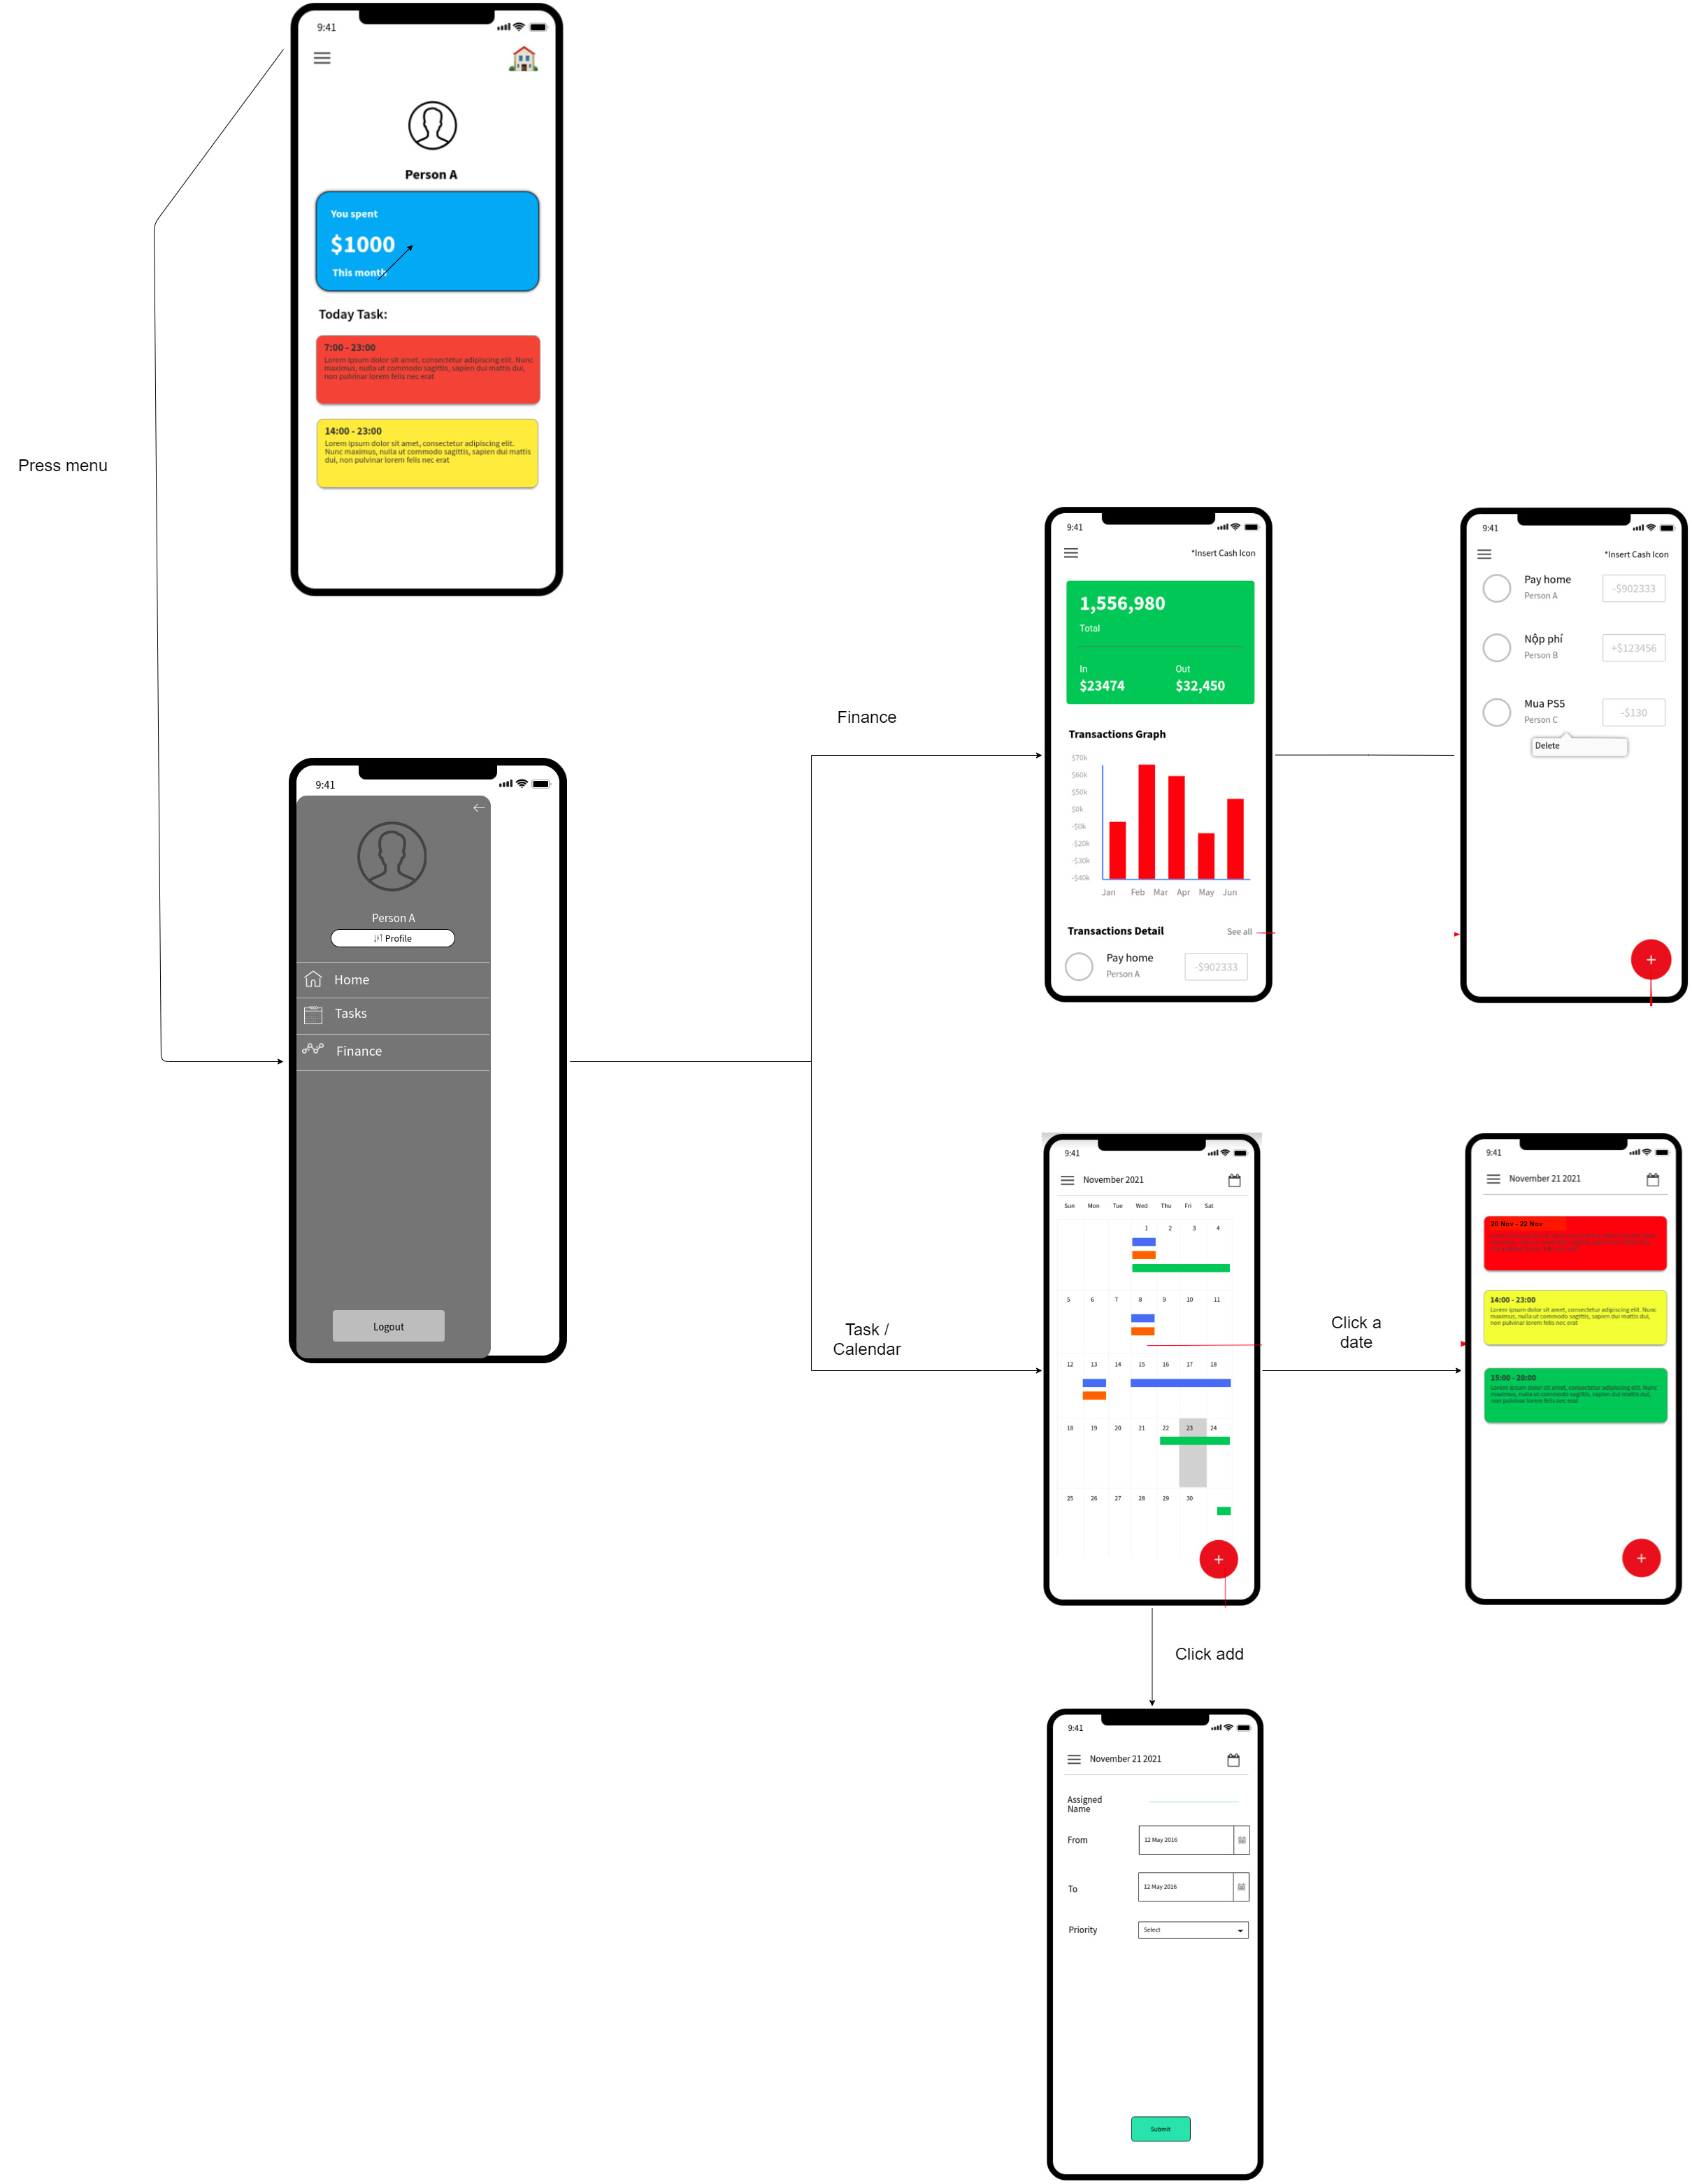 9:41
Person A
You spent
$1000
This month
Today Task:
7:00 - 23:00
Lorem ipsum dolor sit amet, consectetur adipiscing elit. Nunc
maximus, nulla ut commodo sagittis, sapien dui mattis dui,
non pulvinar lorem felis nec erat
14:00 - 23:00
Lorem ipsum dolor sit amet, consectetur adipiscing elit.
Nunc maximus, nulla ut commodo sagittis, sapien dui mattis
dui, non pulvinar lorem felis nec erat
Press menu
9:41
Person A
Profile
Home
Tasks
Finance
Logout
Finance
9:41
*Insert Cash Icon
1,556,980
Total
In
Out
$23474
$32,450
Transactions Graph
$70k
$60k
$50k
$0k
-$0k
-$20k
-$30k
-$40k
Jan Feb Mar Apr May Jun
Transactions Detail
See all
Pay home
Person A
-$902333
9:41
*Insert Cash Icon
Pay home
Person A
-$902333
Nộp phí
Person B
+$123456
Mua PS5
Person C
-$130
Delete
+
Task /
Calendar
9:41
November 2021
Sun Mon Tue Wed Thu Fri Sat
1 2 3 4
5 6 7 8 9 10 11
12 13 14 15 16 17 18
18 19 20 21 22 23 24
25 26 27 28 29 30
+
Click a
date
9:41
November 21 2021
20 Nov - 22 Nov
14:00 - 23:00
Lorem ipsum dolor sit amet, consectetur adipiscing elit. Nunc
maximus, nulla ut commodo sagittis, sapien dui mattis dui,
non pulvinar lorem felis nec erat
15:00 - 20:00
Lorem ipsum dolor sit amet, consectetur adipiscing elit. Nunc
maximus, nulla ut commodo sagittis, sapien dui mattis dui,
non pulvinar lorem felis nec erat
+
Click add
9:41
November 21 2021
Assigned
Name
From
12 May 2016
To
12 May 2016
Priority
Select
Submit